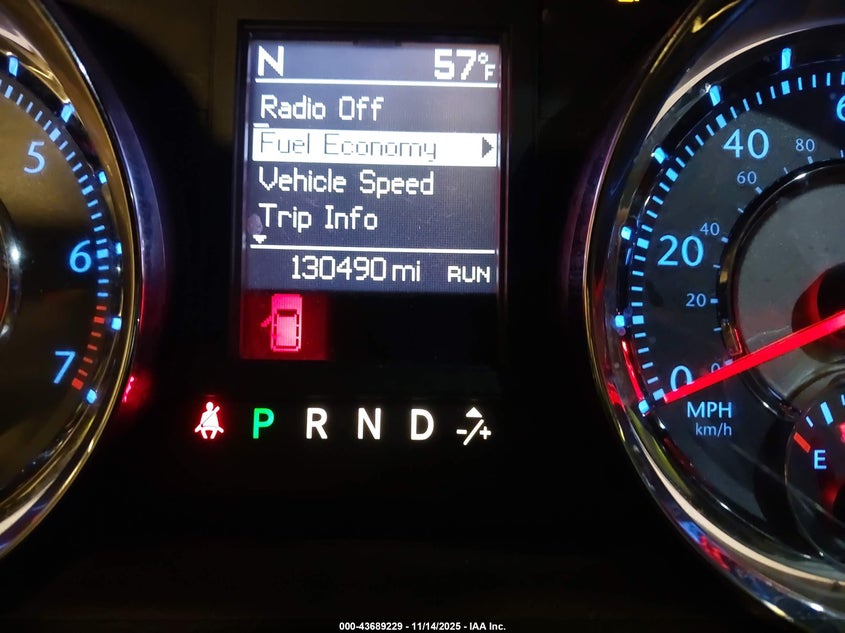 N 57°F
Radio Off
Fuel Economy
Vehicle Speed
Trip Info
130490 mi RUN
P R N D -/+
5
6
7
40
20
0
MPH
km/h
80
60
40
20
0
E
000-43689229 - 11/14/2025 - IAA Inc.